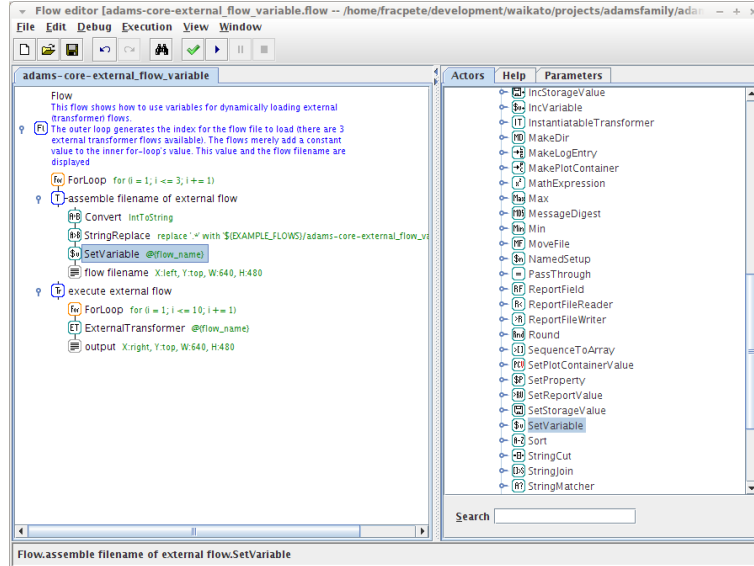 Flow editor [adams-core-external_flow_variable.flow -- /home/fracpete/development/waikato/projects/adamsfamily/adam
File Edit Debug Execution View Window
adams-core-external_flow_variable
Flow
This flow shows how to use variables for dynamically loading external
(transformer) flows.
The outer loop generates the index for the flow file to load (there are 3
external transformer flows available). The flows merely add a constant
value to the inner for-loop's value. This value and the flow filename are
displayed
ForLoop for (i = 1; i <= 3; i += 1)
assemble filename of external flow
Convert IntToString
StringReplace replace '.*' with '${EXAMPLE_FLOWS}/adams-core-external_flow_va
SetVariable @{flow_name}
flow filename X:left, Y:top, W:640, H:480
execute external flow
ForLoop for (i = 1; i <= 10; i += 1)
ExternalTransformer @{flow_name}
output X:right, Y:top, W:640, H:480
Actors Help Parameters
IncStorageValue
IncVariable
InstantiatableTransformer
MakeDir
MakeLogEntry
MakePlotContainer
MathExpression
Max
MessageDigest
Min
MoveFile
NamedSetup
PassThrough
ReportField
ReportFileReader
ReportFileWriter
Round
SequenceToArray
SetPlotContainerValue
SetProperty
SetReportValue
SetStorageValue
SetVariable
Sort
StringCut
StringJoin
StringMatcher
Search
Flow.assemble filename of external flow.SetVariable